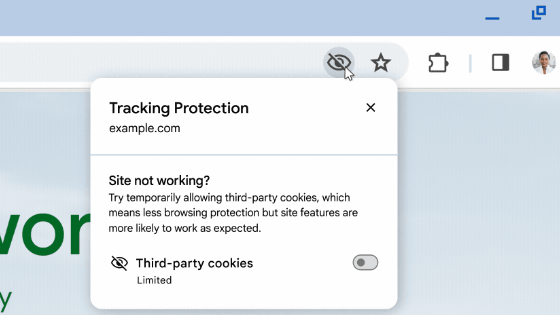 Tracking Protection
example.com
wor
Site not working?
Try temporarily allowing third-party cookies, which
means less browsing protection but site features are
more likely to work as expected.
y
Third-party cookies
Limited